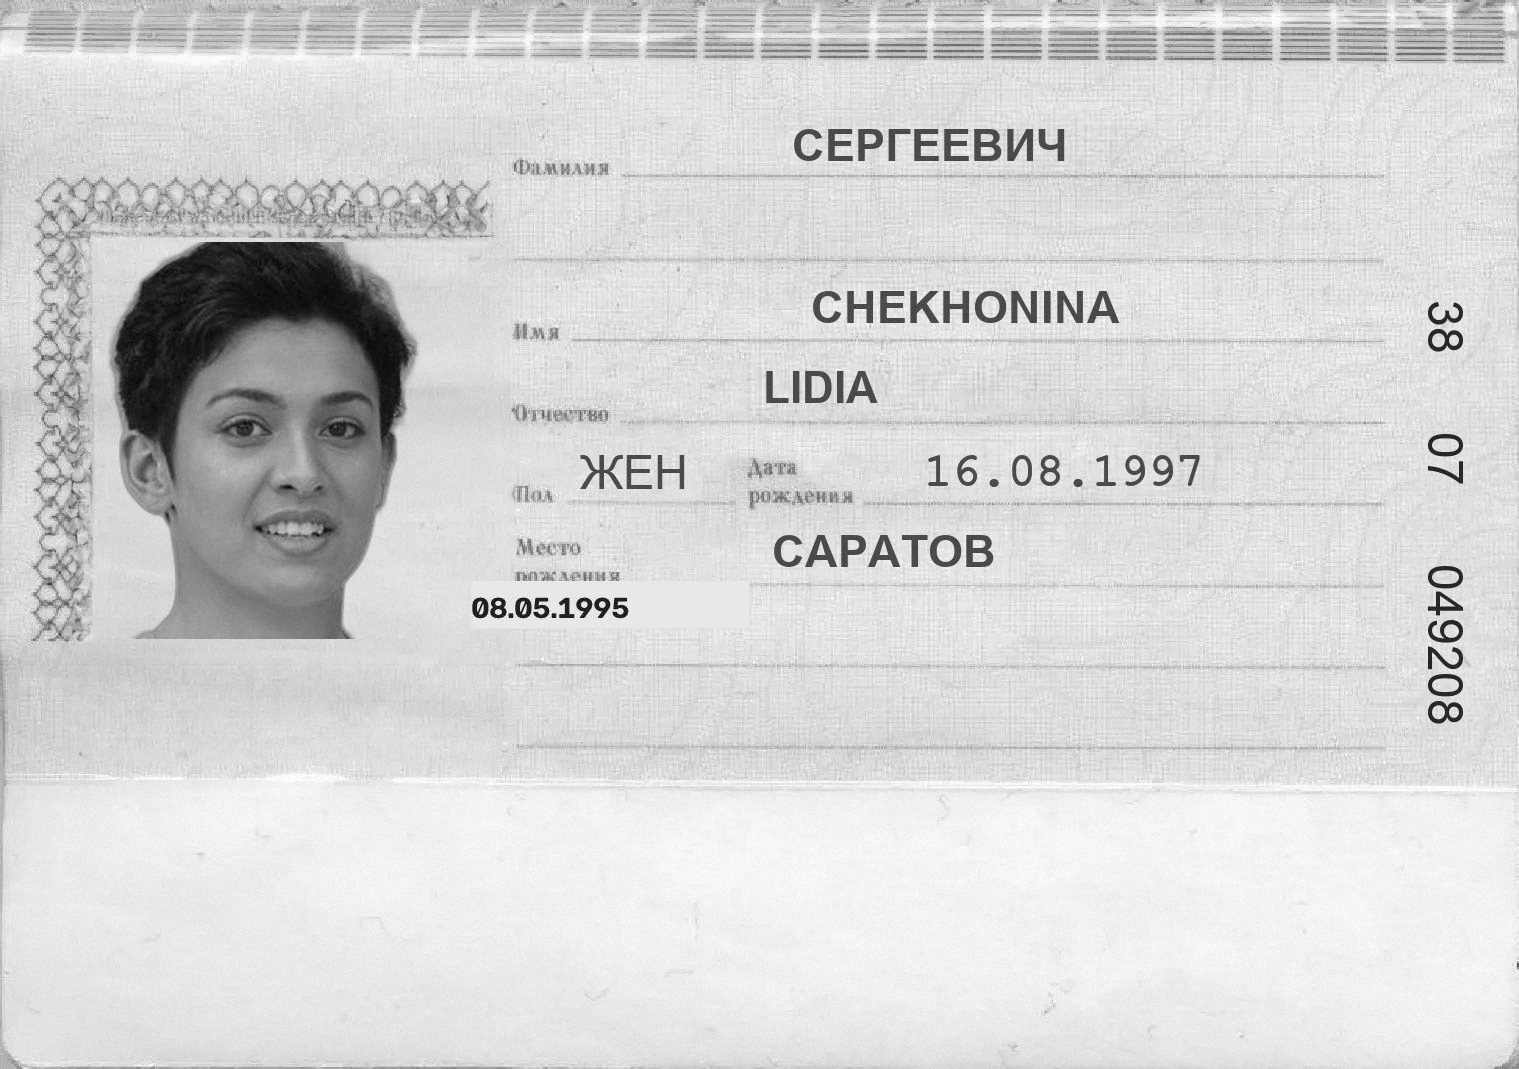 Фамилия СЕРГЕЕВИЧ
Имя CHEKHONINA
Отчество LIDIA
Пол ЖЕН Дата рождения 16.08.1997
Место рождения САРАТОВ
08.05.1995
38 07 049208